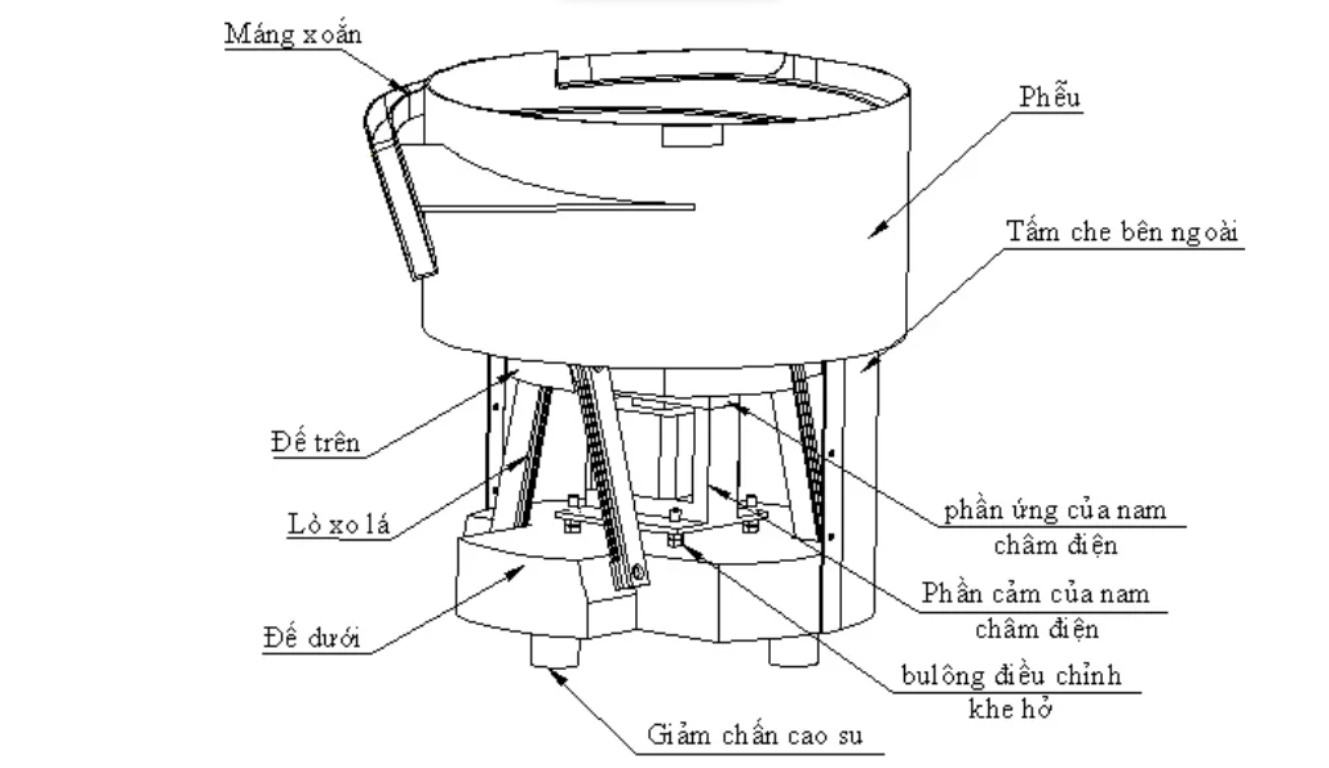 Máng xoắn
Phễu
Tấm che bên ngoài
Đế trên
Lò xo lá
phần ứng của nam
châm điện
Phần cảm của nam
châm điện
Đế dưới
bulông điều chỉnh
khe hở
Giảm chấn cao su